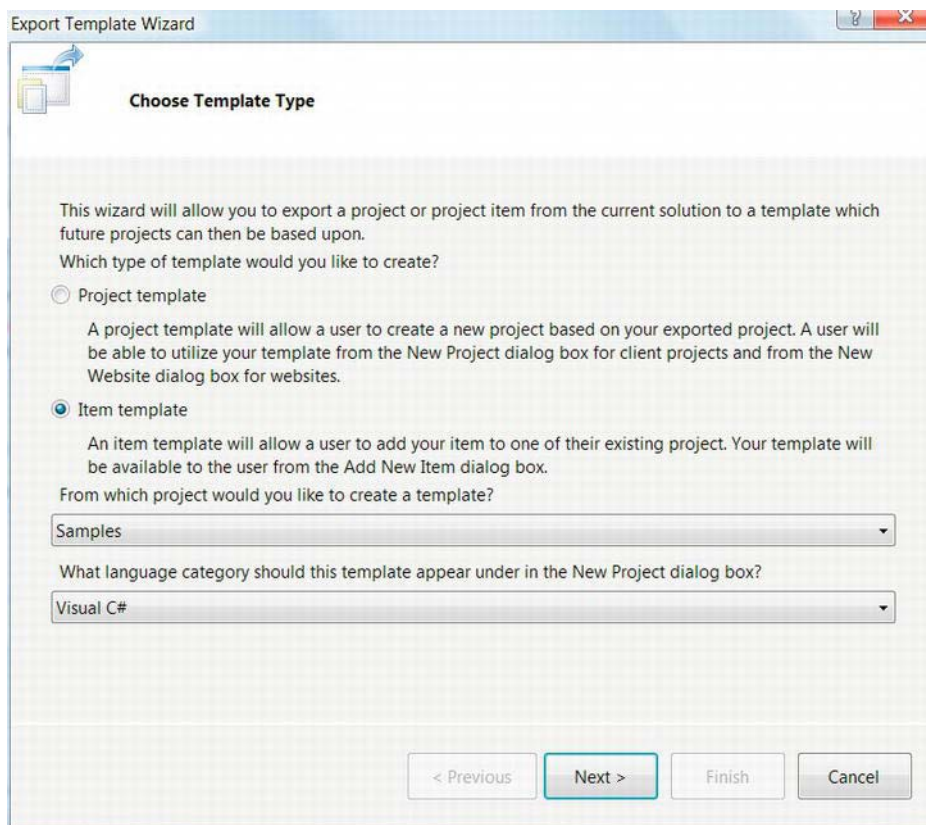 Export Template Wizard
?
X
Choose Template Type
This wizard will allow you to export a project or project item from the current solution to a template which
future projects can then be based upon.
Which type of template would you like to create?
Project template
A project template will allow a user to create a new project based on your exported project. A user will
be able to utilize your template from the New Project dialog box for client projects and from the New
Website dialog box for websites.
Item template
An item template will allow a user to add your item to one of their existing project. Your template will
be available to the user from the Add New Item dialog box.
From which project would you like to create a template?
Samples
What language category should this template appear under in the New Project dialog box?
Visual C#
< Previous Next > Finish Cancel